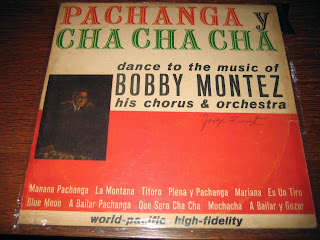 PACHANGA y
CHA CHA CHA
dance to the music of
BOBBY MONTEZ
his chorus & orchestra
Manana Pachanga La Montana Titoro Plena y Pachanga Mariana Es Un Tiro
Blue Moon A Bailar Pachanga Que Sera Cha Cha Muchacha A Bailar y Gozar
world-pacific high-fidelity